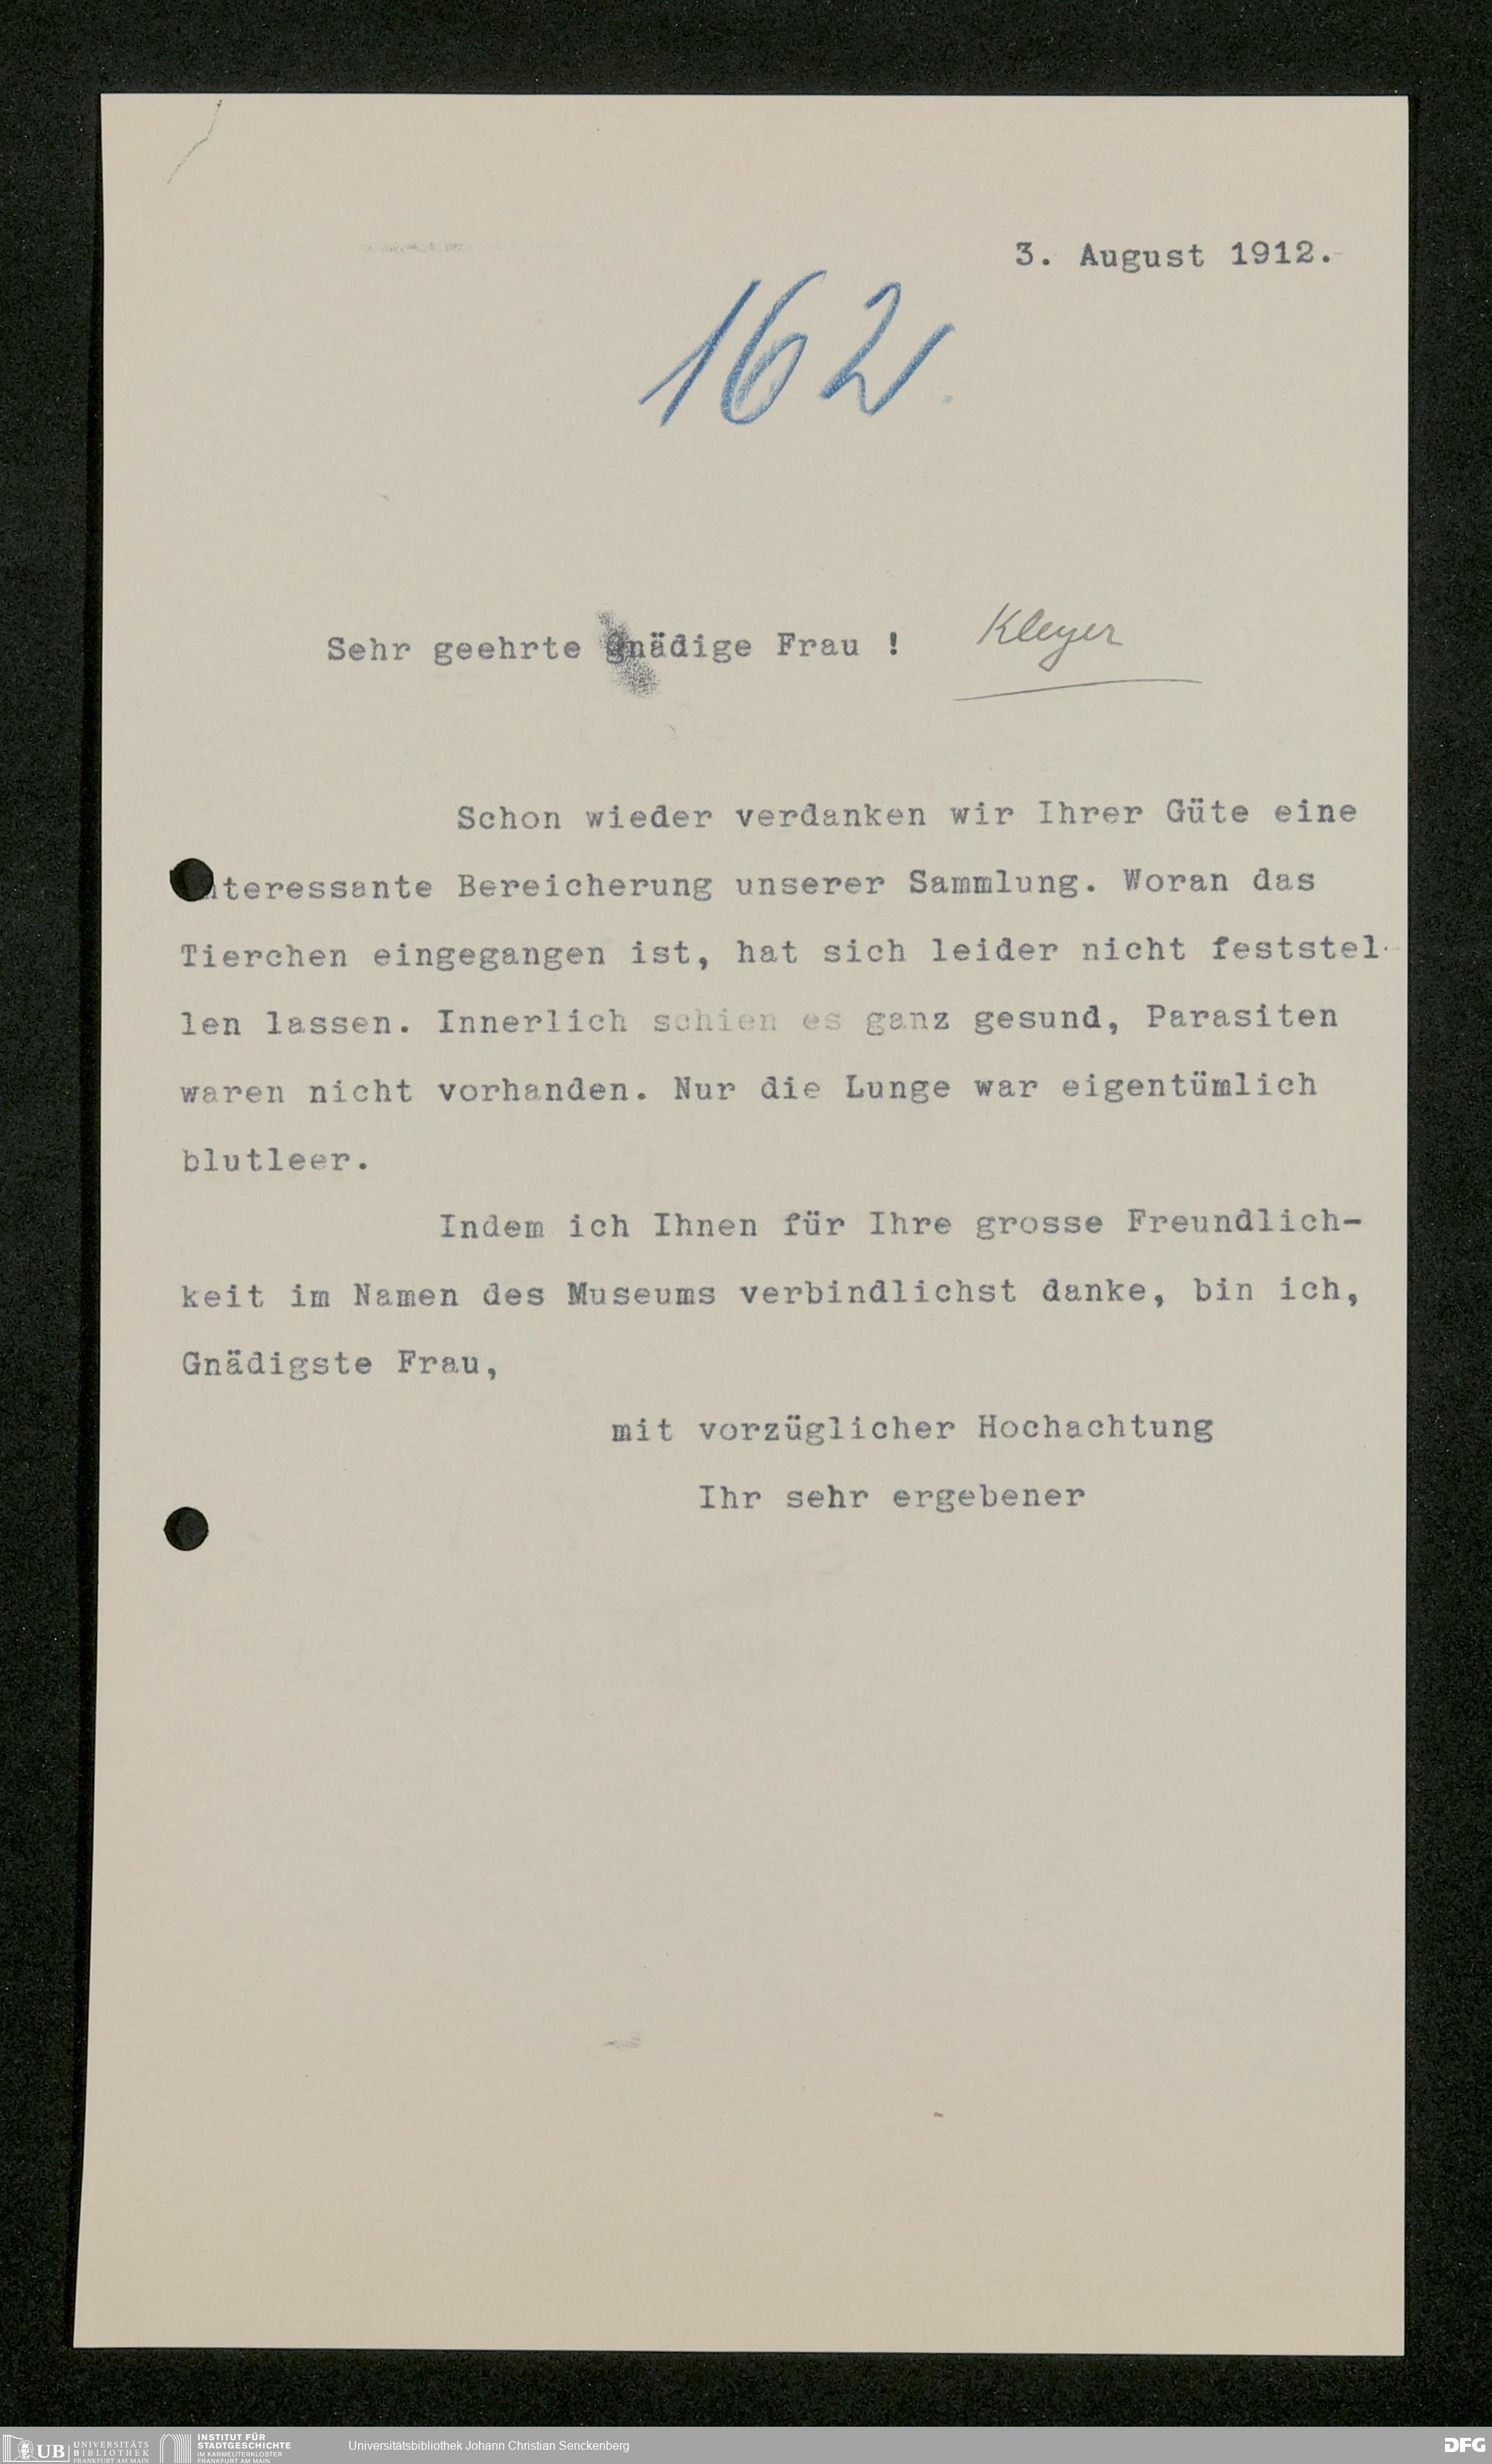 3. August 1912.
162.
Sehr geehrte Gnädige Frau ! Kleyer
Schon wieder verdanken wir Ihrer Güte eine
interessante Bereicherung unserer Sammlung. Woran das
Tierchen eingegangen ist, hat sich leider nicht feststel-
len lassen. Innerlich schien es ganz gesund, Parasiten
waren nicht vorhanden. Nur die Lunge war eigentümlich
blutleer.
Indem ich Ihnen für Ihre grosse Freundlich-
keit im Namen des Museums verbindlichst danke, bin ich,
Gnädigste Frau,
mit vorzüglicher Hochachtung
Ihr sehr ergebener
UB UNIVERSITÄTS
BIBLIOTHEK
FRANKFURT AM MAIN
INSTITUT FÜR
STADTGESCHICHTE
IM KARMELITERKLOSTER
FRANKFURT AM MAIN
Universitätsbibliothek Johann Christian Senckenberg
DFG